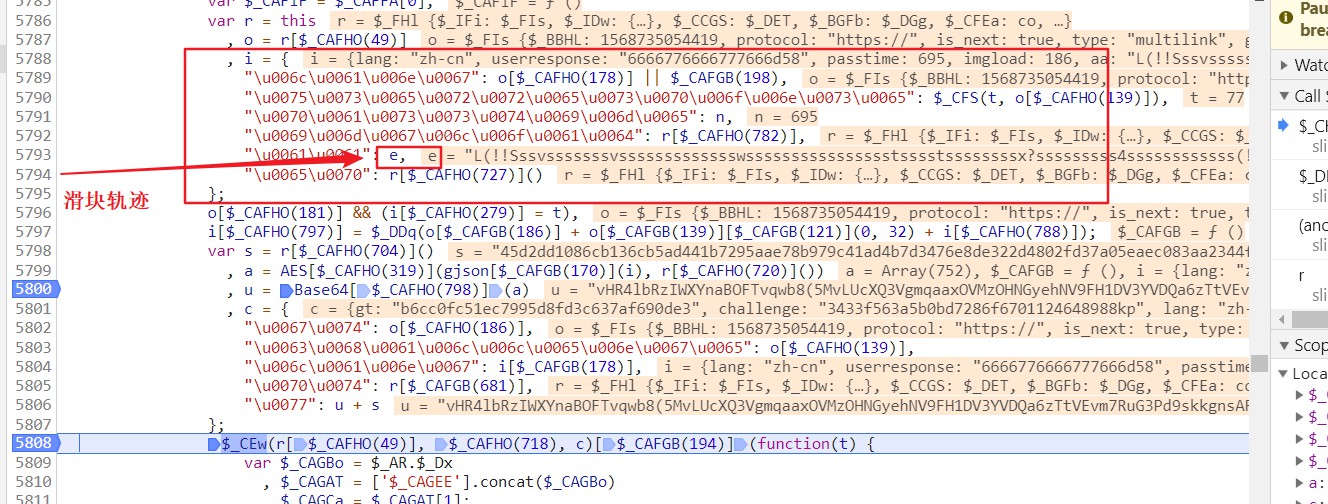 5785 var $_CAFIF = $_CAFFA[0], $_CAFIF = ƒ ()
5786 var r = this r = $_FHl {$_IFi: $_FIs, $_IDw: {…}, $_CCGS: $_DET, $_BGFb: $_DGg, $_CFEa: co, …}
5787 , o = r[$_CAFHO(49)] o = $_FIs {$_BBHL: 1568735054419, protocol: "https://", is_next: true, type: "multilink", g
5788 , i = { i = {lang: "zh-cn", userresponse: "6666776666777666d58", passtime: 695, imgload: 186, aa: "L(!!Sssvsssss
5789 "\u006c\u0061\u006e\u0067": o[$_CAFHO(178)] || $_CAFGB(198), o = $_FIs {$_BBHL: 1568735054419, protocol: "http
5790 "\u0075\u0073\u0065\u0072\u0072\u0065\u0073\u0070\u006f\u006e\u0073\u0065": $_CFS(t, o[$_CAFHO(139)]), t = 77
5791 "\u0070\u0061\u0073\u0073\u0074\u0069\u006d\u0065": n, n = 695
5792 "\u0069\u006d\u0067\u006c\u006f\u0061\u0064": r[$_CAFHO(782)], r = $_FHl {$_IFi: $_FIs, $_IDw: {…}, $_CCGS: $_
5793 "\u0061\u0061": e, e = "L(!!Sssvssssssssvsssssssssssswssssssssssssssstsssstssssssssx?sssssssss4sssssssssssss(!
5794 "\u0065\u0070": r[$_CAFHO(727)]() r = $_FHl {$_IFi: $_FIs, $_IDw: {…}, $_CCGS: $_DET, $_BGFb: $_DGg, $_CFEa: c
滑块轨迹
5795 };
5796 o[$_CAFHO(181)] && (i[$_CAFHO(279)] = t), o = $_FIs {$_BBHL: 1568735054419, protocol: "https://", is_next: true, t
5797 i[$_CAFHO(797)] = $_DDq(o[$_CAFGB(186)] + o[$_CAFHO(139)][$_CAFGB(121)](0, 32) + i[$_CAFHO(788)]); $_CAFGB = ƒ ()
5798 var s = r[$_CAFHO(704)]() s = "45d2dd1086cb136cb5ad441b7295aae78b979c41ad4b7d3476e8de322d4802fd37a05eaec083aa2344f
5799 , a = AES[$_CAFHO(319)](gjson[$_CAFGB(170)](i), r[$_CAFHO(720)]()) a = Array(752), $_CAFGB = ƒ (), i = {lang: "z
5800 , u = Base64[$_CAFHO(798)](a) u = "vHR4lbRzIWXYnaBOFTvqwb8(5MvLUcXQ3VgmqaaxOVMzOHNGyehNV9FH1DV3YVDQa6zTtVEv
5801 , c = { c = {gt: "b6cc0fc51ec7995d8fd3c637af690de3", challenge: "3433f563a5b0bd7286f6701124648988kp", lang: "zh-
5802 "\u0067\u0074": o[$_CAFHO(186)], o = $_FIs {$_BBHL: 1568735054419, protocol: "https://", is_next: true, type:
5803 "\u0063\u0068\u0061\u006c\u006c\u0065\u006e\u0067\u0065": o[$_CAFHO(139)],
5804 "\u006c\u0061\u006e\u0067": i[$_CAFGB(178)], i = {lang: "zh-cn", userresponse: "6666776666777666d58", passtim
5805 "\u0070\u0074": r[$_CAFGB(681)], r = $_FHl {$_IFi: $_FIs, $_IDw: {…}, $_CCGS: $_DET, $_BGFb: $_DGg, $_CFEa: co
5806 "\u0077": u + s u = "vHR4lbRzIWXYnaBOFTvqwb8(5MvLUcXQ3VgmqaaxOVMzOHNGyehNV9FH1DV3YVDQa6zTtVEvm7RuG3Pd9skkgnsAF
5807 };
5808 $_CEw(r[$_CAFHO(49)], $_CAFHO(718), c)[$_CAFGB(194)](function(t) {
5809 var $_CAGBo = $_AR.$_Dx
5810 , $_CAGAT = ['$_CAGEE'].concat($_CAGBo)
5811 , $_CAGCa = $_CAGAT[1];
Pau
brea
Watc
Call S
$_CH
sli
$_DI
sli
(anc
sli
r
sli
Scop
Loca
$_(
$_(
$_(
$_(
a: